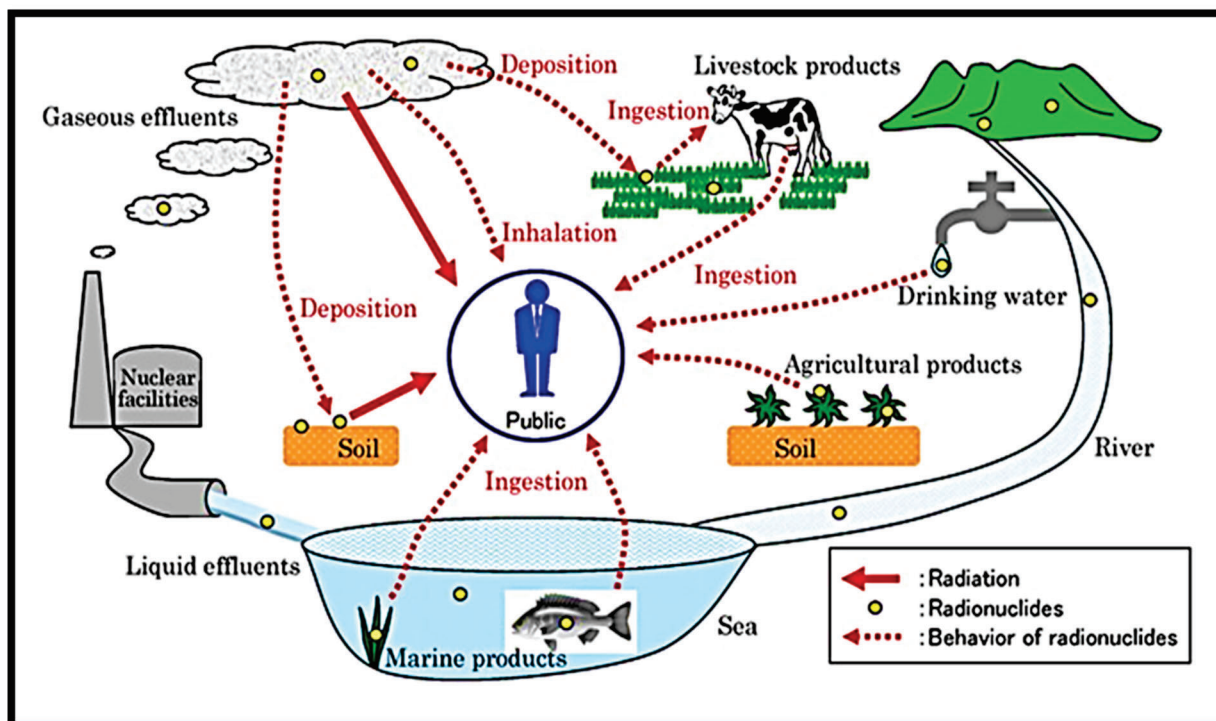 Deposition
Livestock products
Ingestion
Gaseous effluents
Inhalation
Ingestion
Drinking water
Deposition
Agricultural products
Nuclear
facilities
Public
Soil
Soil
River
Ingestion
Liquid effluents
Sea
Marine products
:Radiation
:Radionuclides
:Behavior of radionuclides